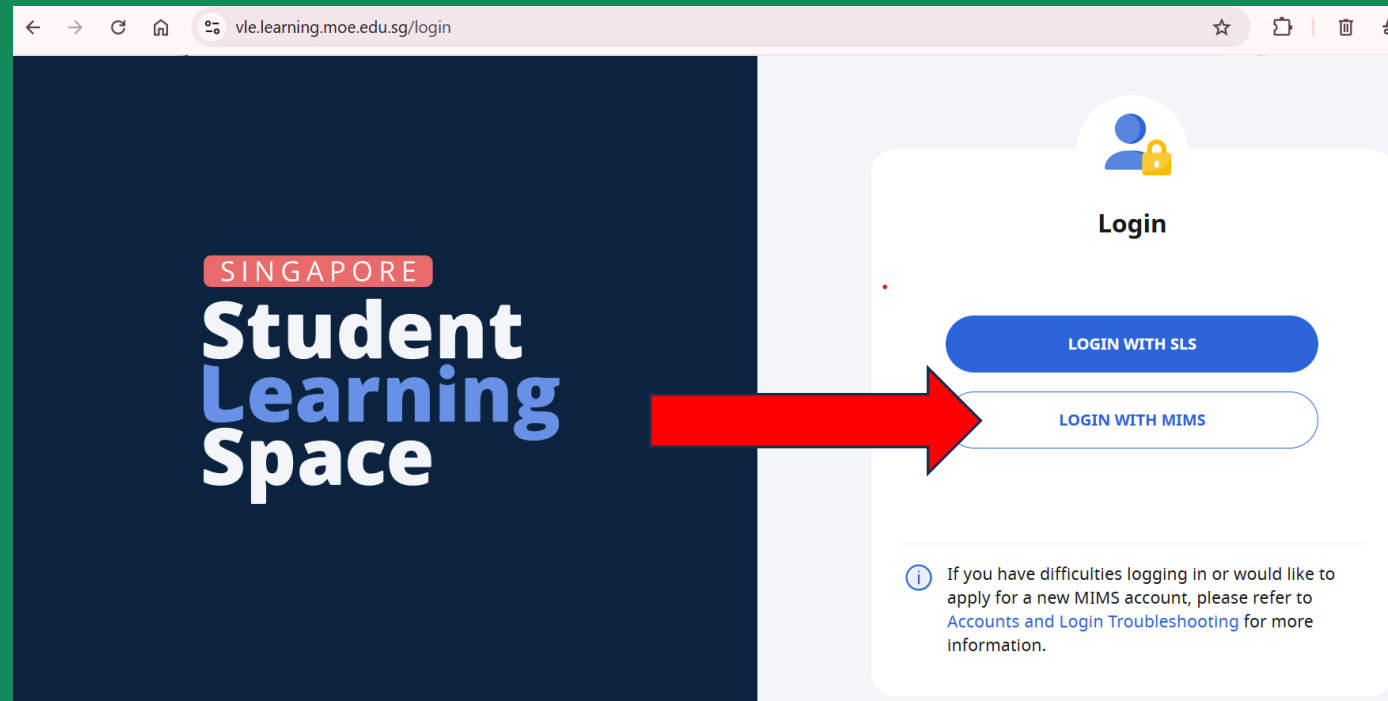 vle.learning.moe.edu.sg/login
SINGAPORE
Student
Learning
Space
Login
LOGIN WITH SLS
LOGIN WITH MIMS
If you have difficulties logging in or would like to
apply for a new MIMS account, please refer to
Accounts and Login Troubleshooting for more
information.